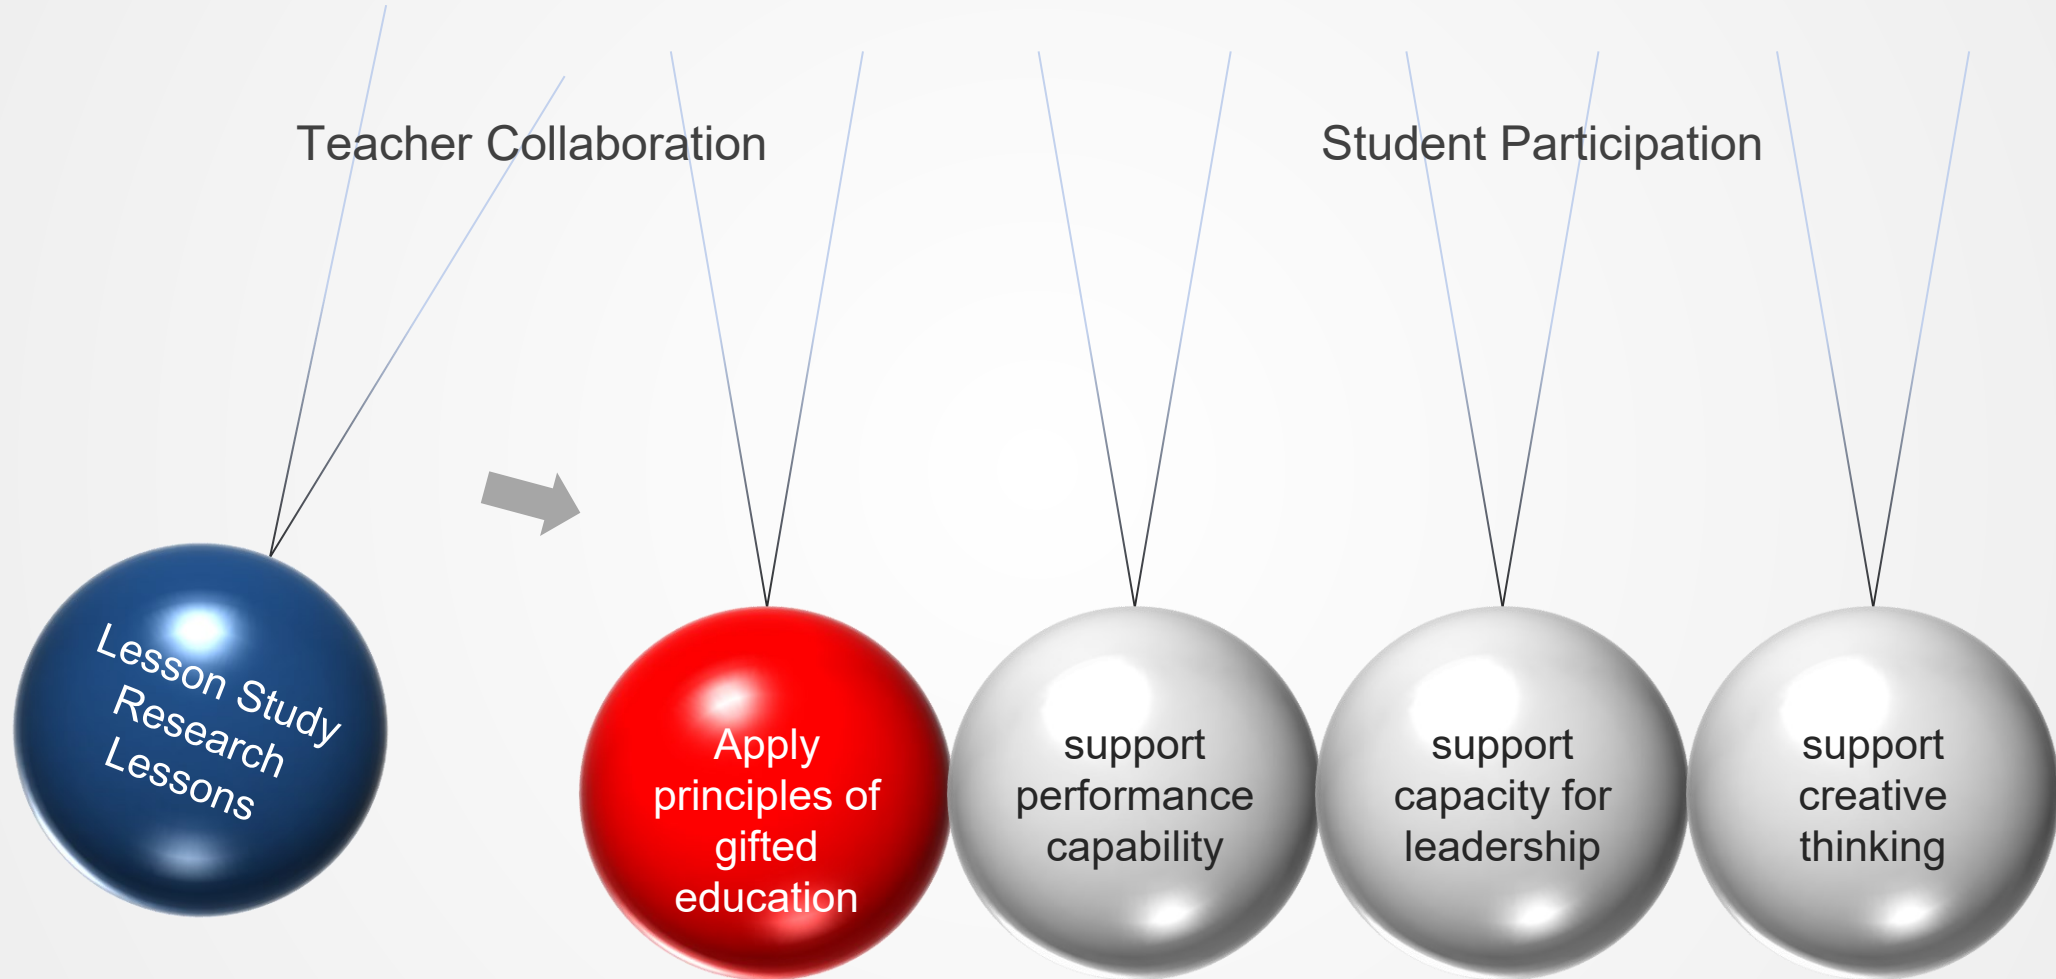 Teacher Collaboration
Student Participation
Lesson Study
Research
Lessons
Apply
principles of
gifted
education
support
performance
capability
support
capacity for
leadership
support
creative
thinking